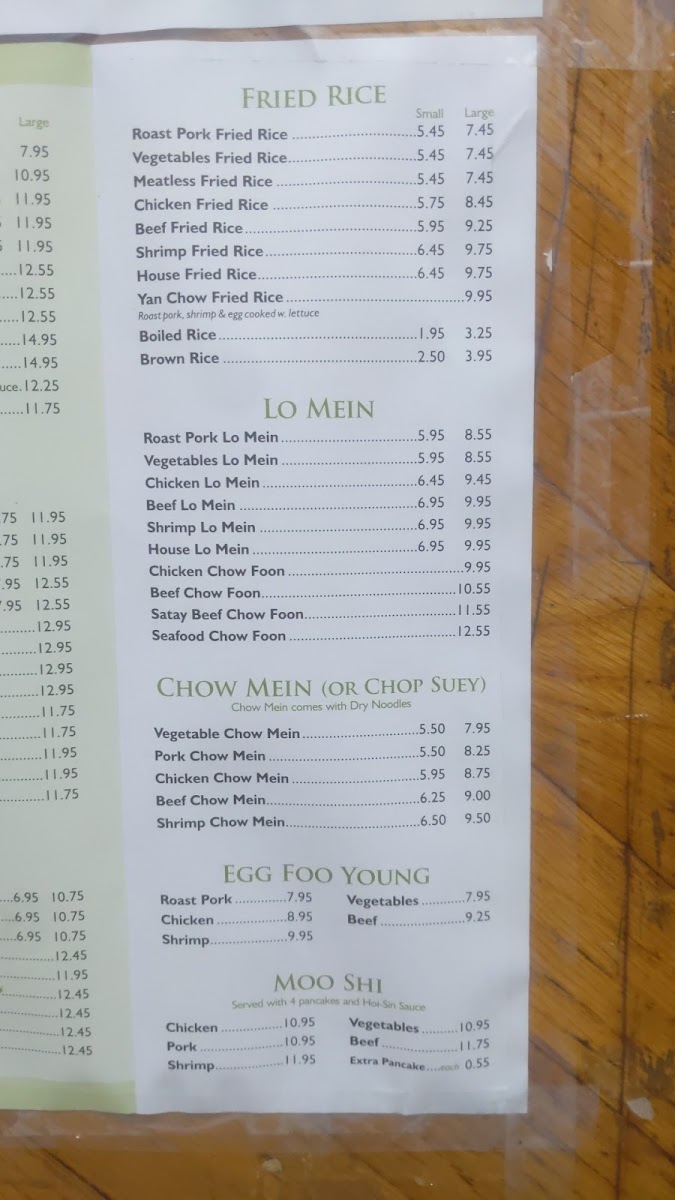 Large
7.95
10.95
11.95
11.95
11.95
....12.55
....12.55
....12.55
....14.95
....14.95
uce.12.25
......11.75
75 11.95
.75 11.95
.75 11.95
.95 12.55
.95 12.55
..........12.95
..........12.95
..........12.95
..........12.95
..........11.75
..........11.75
..........11.95
..........11.95
..........11.75
...6.95 10.75
...6.95 10.75
...6.95 10.75
..........12.45
..........11.95
..........12.45
..........12.45
..........12.45
..........12.45
FRIED RICE
Small Large
Roast Pork Fried Rice ..........5.45 7.45
Vegetables Fried Rice..........5.45 7.45
Meatless Fried Rice ..........5.45 7.45
Chicken Fried Rice ..........5.75 8.45
Beef Fried Rice..........5.95 9.25
Shrimp Fried Rice..........6.45 9.75
House Fried Rice..........6.45 9.75
Yan Chow Fried Rice ..........9.95
Roast pork, shrimp & egg cooked w. lettuce
Boiled Rice..........1.95 3.25
Brown Rice ..........2.50 3.95
LO MEIN
Roast Pork Lo Mein ..........5.95 8.55
Vegetables Lo Mein ..........5.95 8.55
Chicken Lo Mein ..........6.45 9.45
Beef Lo Mein ..........6.95 9.95
Shrimp Lo Mein ..........6.95 9.95
House Lo Mein ..........6.95 9.95
Chicken Chow Foon ..........9.95
Beef Chow Foon..........10.55
Satay Beef Chow Foon..........11.55
Seafood Chow Foon ..........12.55
CHOW MEIN (OR CHOP SUEY)
Chow Mein comes with Dry Noodles
Vegetable Chow Mein..........5.50 7.95
Pork Chow Mein ..........5.50 8.25
Chicken Chow Mein ..........5.95 8.75
Beef Chow Mein..........6.25 9.00
Shrimp Chow Mein..........6.50 9.50
EGG FOO YOUNG
Roast Pork ..........7.95 Vegetables ..........7.95
Chicken ..........8.95 Beef ..........9.25
Shrimp..........9.95
MOO SHI
Served with 4 pancakes and Hoi-Sin Sauce
Chicken ..........10.95 Vegetables ..........10.95
Pork ..........10.95 Beef..........11.75
Shrimp..........11.95 Extra Pancake....each 0.55